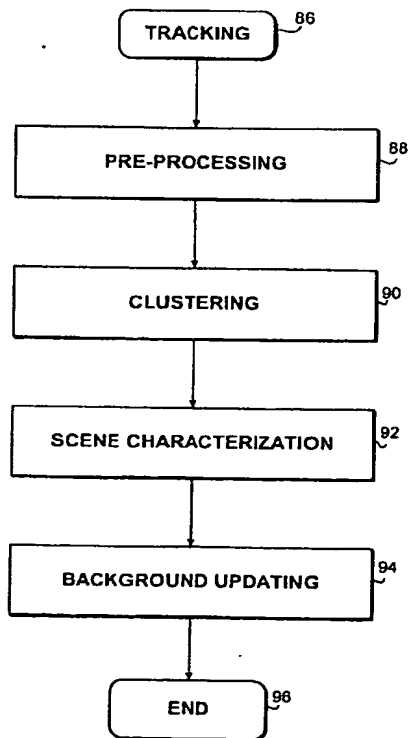 TRACKING
86
PRE-PROCESSING
88
CLUSTERING
90
SCENE CHARACTERIZATION
92
BACKGROUND UPDATING
94
END
96